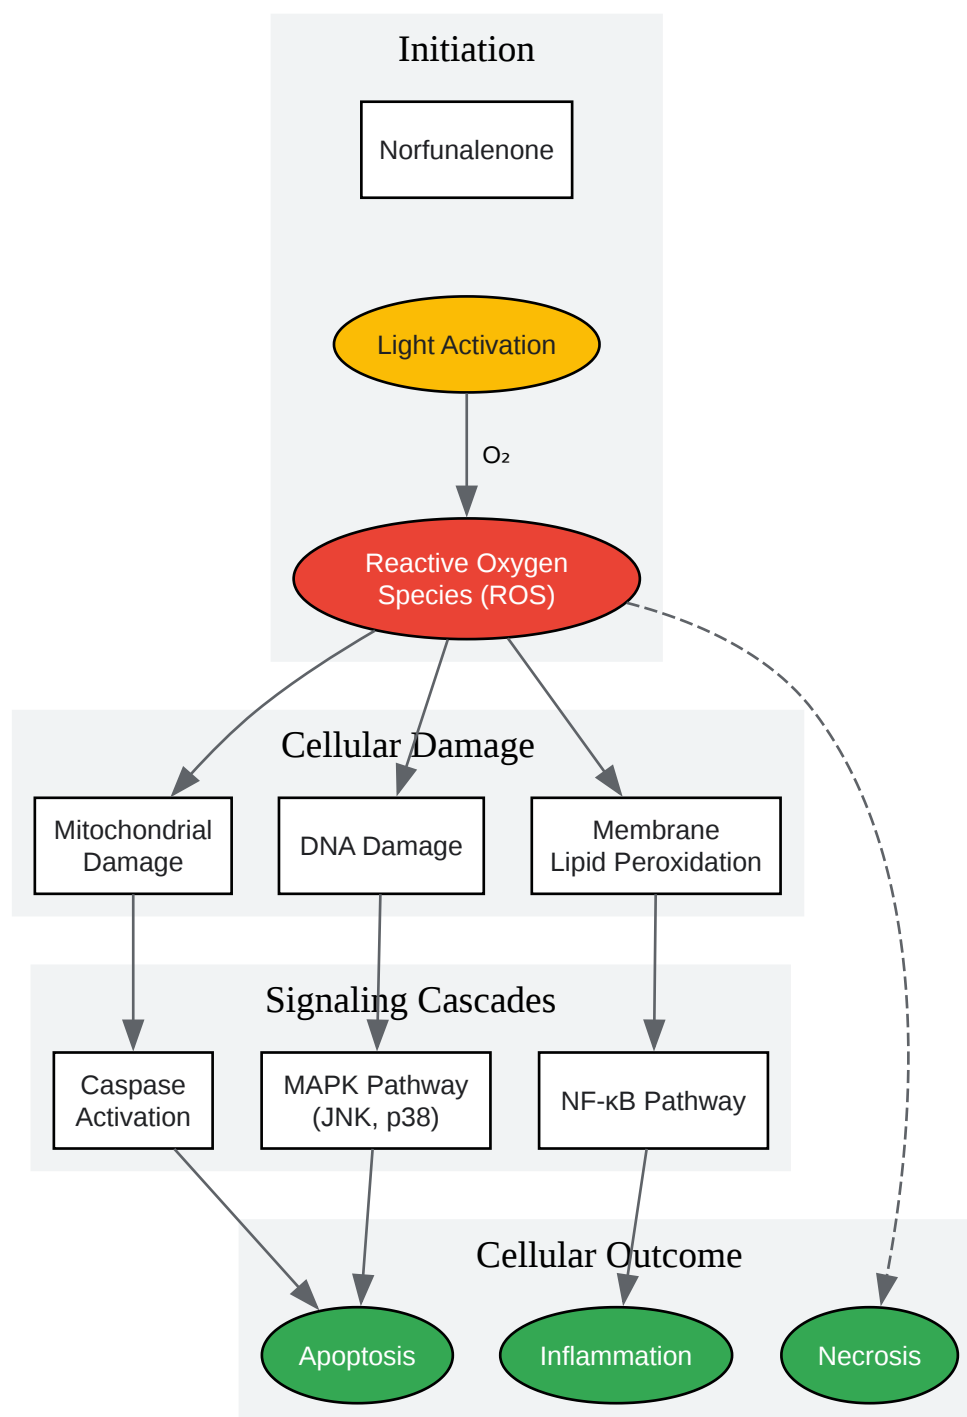 Initiation
Norfunalenone
Light Activation
O₂
Reactive Oxygen
Species (ROS)
Cellular Damage
Mitochondrial
Damage
DNA Damage
Membrane
Lipid Peroxidation
Signaling Cascades
Caspase
Activation
MAPK Pathway
(JNK, p38)
NF-κB Pathway
Cellular Outcome
Apoptosis
Inflammation
Necrosis